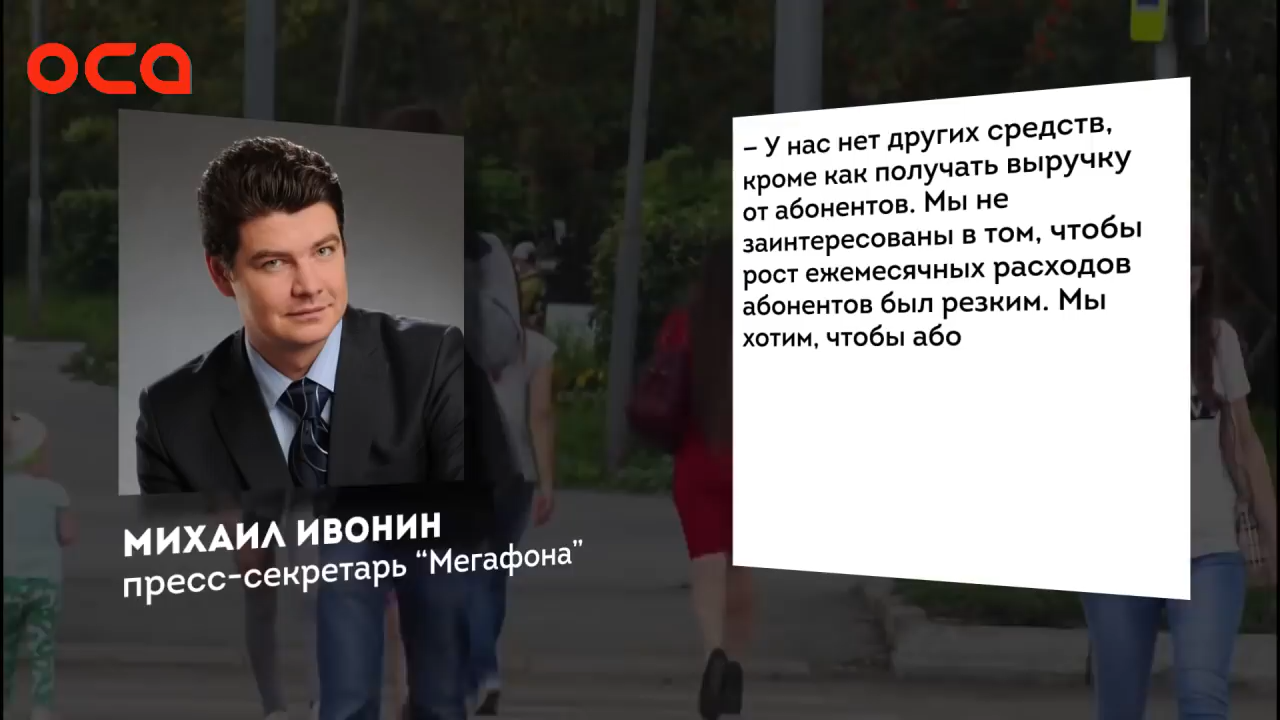 оса
– У нас нет других средств,
кроме как получать выручку
от абонентов. Мы не
заинтересованы в том, чтобы
рост ежемесячных расходов
абонентов был резким. Мы
хотим, чтобы або
МИХАИЛ ИВОНИН
пресс-секретарь “Мегафона”